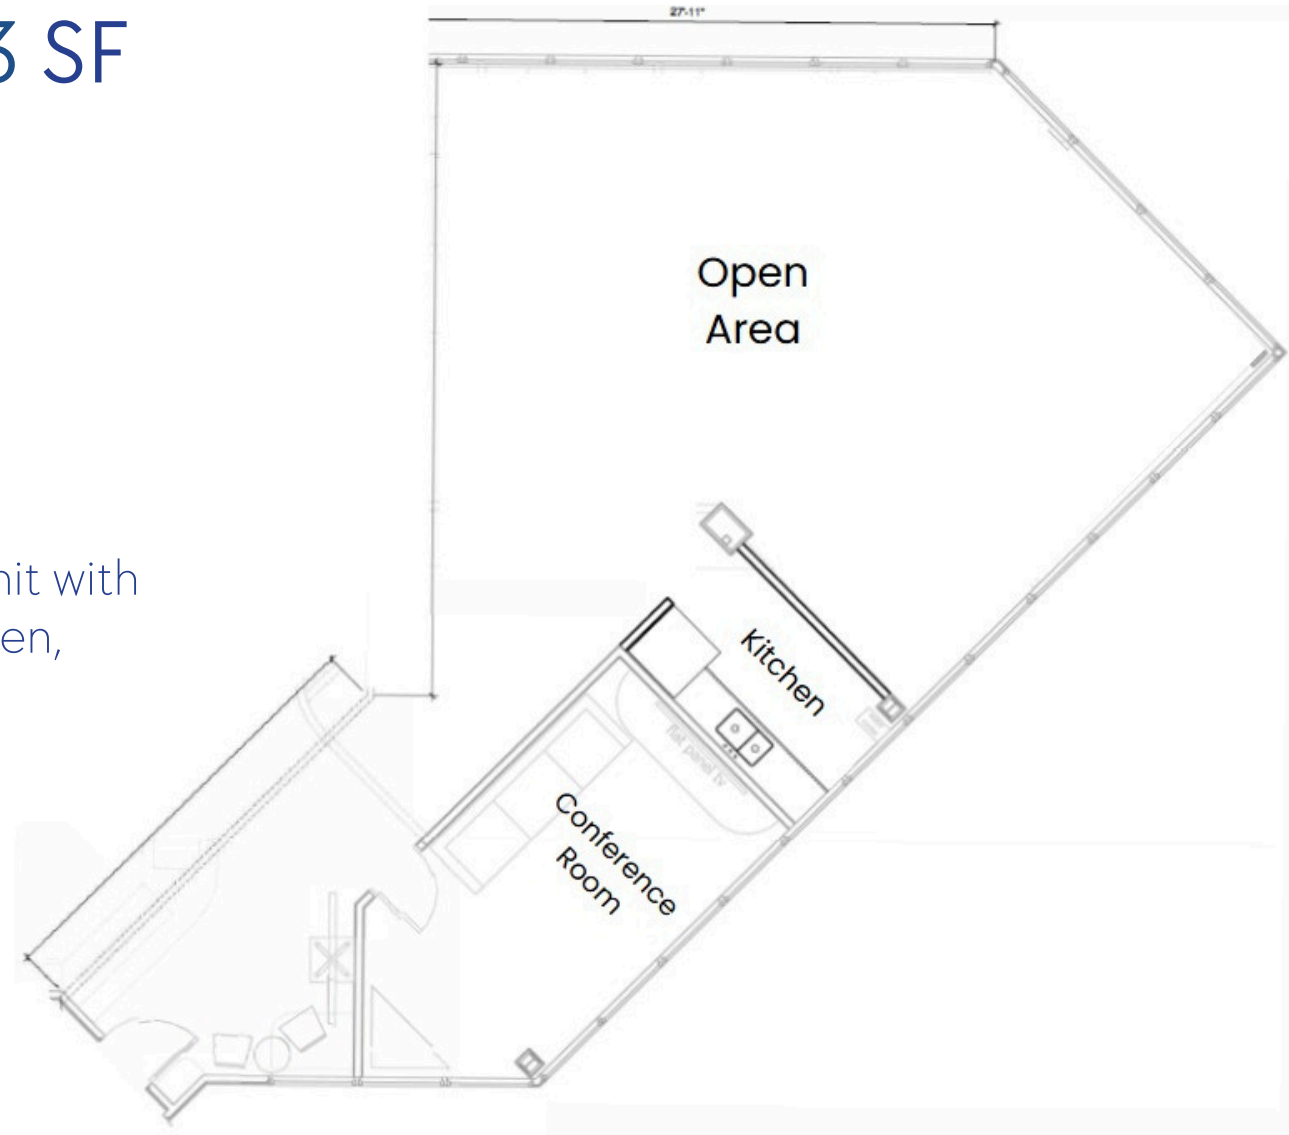 3 SF
27'-11"
Open
Area
nit with
en,
Kitchen
flat panel tv
Conference
Room